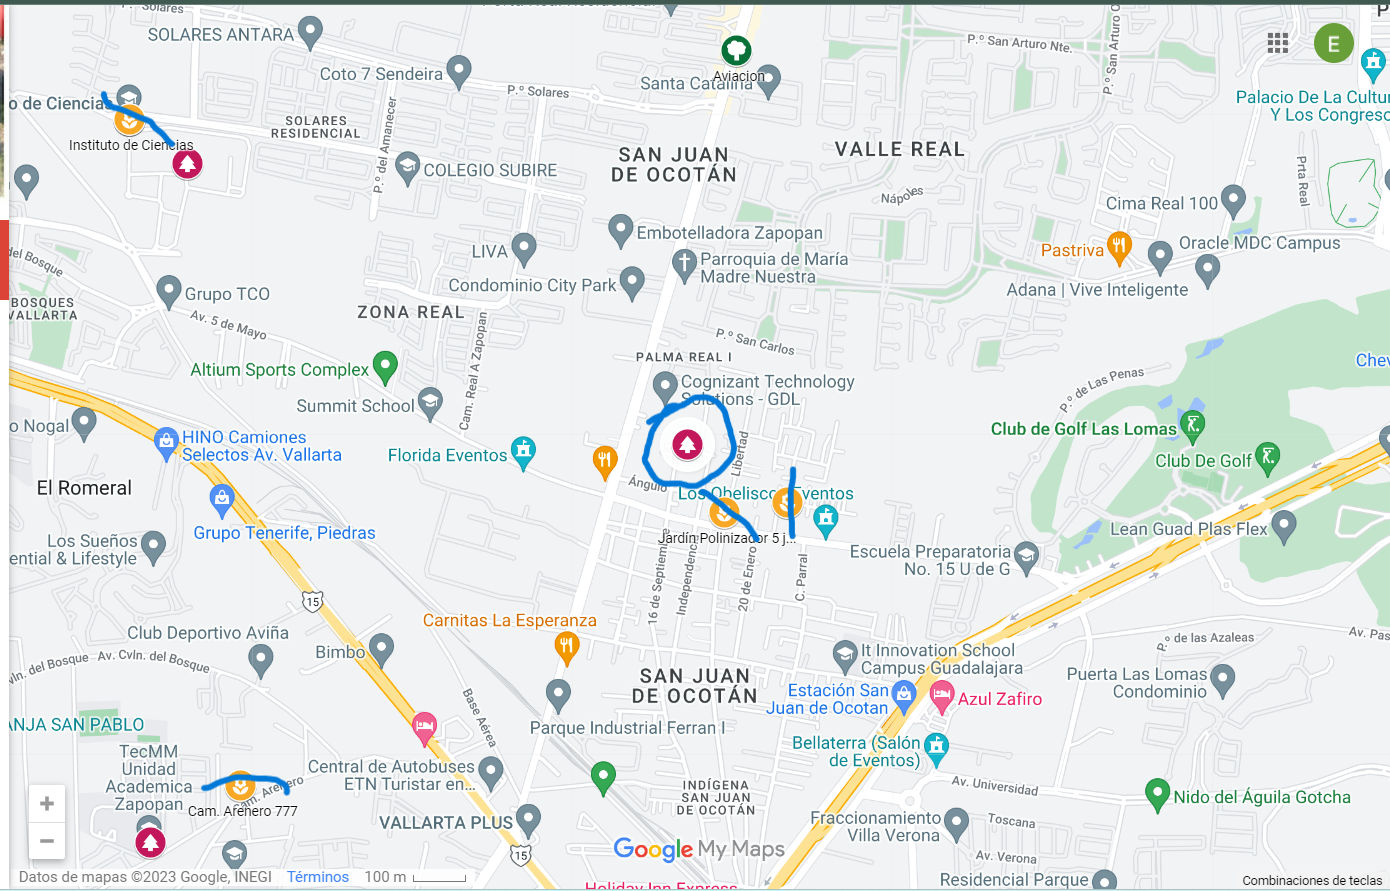 SOLARES ANTARA
Coto 7 Sendeira
Aviacion
Santa Catalina
P.º San Arturo Nte.
P.º San Arturo O
E
Palacio De La Cultur
Y Los Congreso
o de Ciencias
P.º Solares
SOLARES
RESIDENCIAL
Instituto de Ciencias
P.º del Amanecer
COLEGIO SUBIRE
SAN JUAN
DE OCOTÁN
VALLE REAL
Nápoles
Prta Real
Cima Real 100
Embotelladora Zapopan
Pastriva
Oracle MDC Campus
LIVA
Parroquia de María
Madre Nuestra
del Bosque
Condominio City Park
Adana | Vive Inteligente
Grupo TCO
BOSQUES
VALLARTA
ZONA REAL
Av. 5 de Mayo
Cam. Real A Zapopan
P.º San Carlos
PALMA REAL I
Altium Sports Complex
Cognizant Technology
Solutions - GDL
P.º de Las Penas
Chev
Summit School
o Nogal
HINO Camiones
Selectos Av. Vallarta
Florida Eventos
Libertad
Club de Golf Las Lomas
Club De Golf
El Romeral
Ángulo
Los Obeliscos Eventos
Grupo Tenerife, Piedras
Jardín Polinizador 5 j...
Lean Guad Plas Flex
Los Sueños
ential & Lifestyle
Escuela Preparatoria
No. 15 U de G
16 de Septiembre
Independencia
20 de Enero
C. Parral
15
Carnitas La Esperanza
Club Deportivo Aviña
Bimbo
P.º de las Azaleas
Av. Pas
vln. del Bosque
Av. Cvln. del Bosque
It Innovation School
Campus Guadalajara
SAN JUAN
DE OCOTÁN
Puerta Las Lomas
Condominio
Estación San
Juan de Ocotan
Azul Zafiro
Base Aérea
ANJA SAN PABLO
Parque Industrial Ferran I
TecMM
Unidad
Academica
Zapopan
Bellaterra (Salón
de Eventos)
Central de Autobuses
ETN Turistar en...
Cam. Arenero
Cam. Arenero 777
INDÍGENA
SAN JUAN
DE OCOTÁN
Av. Universidad
Nido del Águila Gotcha
VALLARTA PLUS
Fraccionamiento
Villa Verona
Toscana
15
Google My Maps
Av. Verona
Datos de mapas ©2023 Google, INEGI
Términos
100 m
Holiday Inn Express
Residencial Parque
Combinaciones de teclas